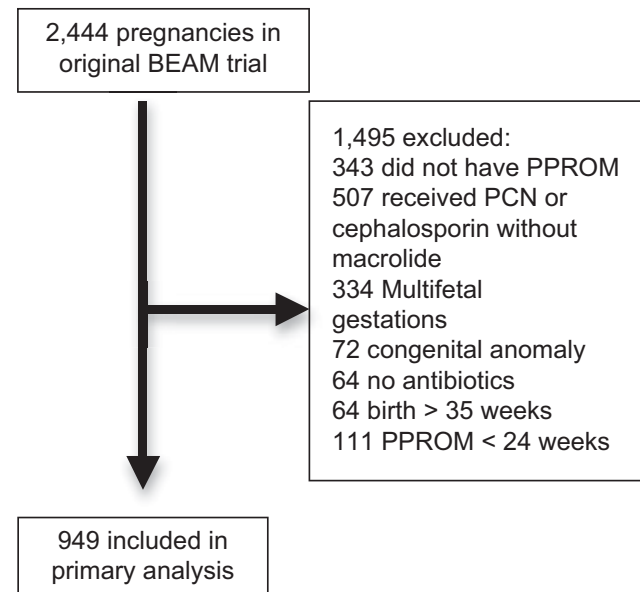 2,444 pregnancies in
original BEAM trial
1,495 excluded:
343 did not have PPROM
507 received PCN or
cephalosporin without
macrolide
334 Multifetal
gestations
72 congenital anomaly
64 no antibiotics
64 birth > 35 weeks
111 PPROM < 24 weeks
949 included in
primary analysis